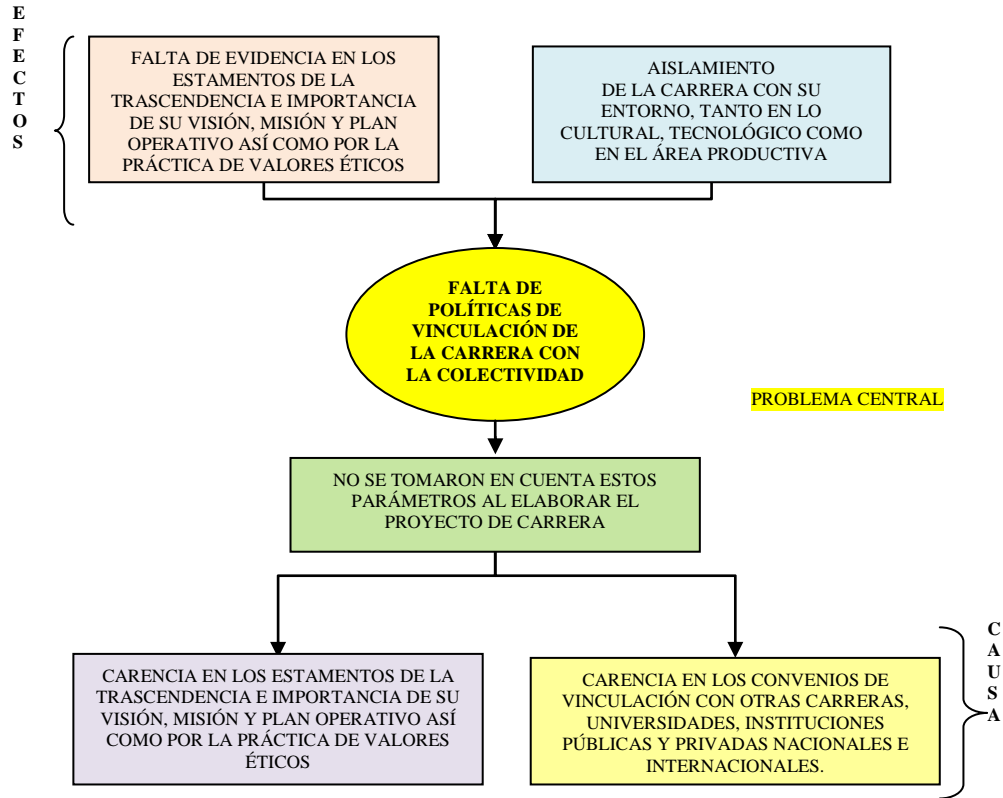 EFECTOS
FALTA DE EVIDENCIA EN LOS
ESTAMENTOS DE LA
TRASCENDENCIA E IMPORTANCIA
DE SU VISIÓN, MISIÓN Y PLAN
OPERATIVO ASÍ COMO POR LA
PRÁCTICA DE VALORES ÉTICOS
AISLAMIENTO
DE LA CARRERA CON SU
ENTORNO, TANTO EN LO
CULTURAL, TECNOLÓGICO COMO
EN EL ÁREA PRODUCTIVA
FALTA DE
POLÍTICAS DE
VINCULACIÓN DE
LA CARRERA CON
LA COLECTIVIDAD
PROBLEMA CENTRAL
NO SE TOMARON EN CUENTA ESTOS
PARÁMETROS AL ELABORAR EL
PROYECTO DE CARRERA
CARENCIA EN LOS ESTAMENTOS DE LA
TRASCENDENCIA E IMPORTANCIA DE SU
VISIÓN, MISIÓN Y PLAN OPERATIVO ASÍ
COMO POR LA PRÁCTICA DE VALORES
ÉTICOS
CARENCIA EN LOS CONVENIOS DE
VINCULACIÓN CON OTRAS CARRERAS,
UNIVERSIDADES, INSTITUCIONES
PÚBLICAS Y PRIVADAS NACIONALES E
INTERNACIONALES.
CAUSA